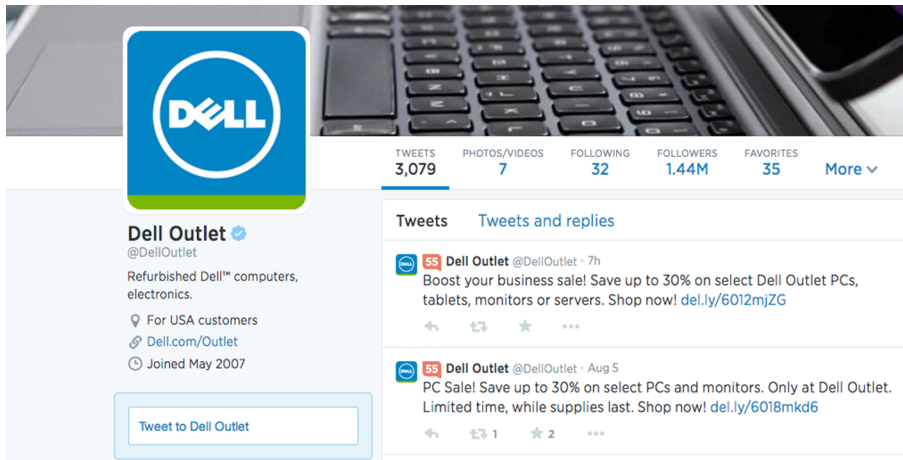 DELL
TWEETS PHOTOS/VIDEOS FOLLOWING FOLLOWERS FAVORITES
3,079 7 32 1.44M 35 More
Dell Outlet
@DellOutlet
Refurbished Dell™ computers,
electronics.
For USA customers
Dell.com/Outlet
Joined May 2007
Tweet to Dell Outlet
Tweets Tweets and replies
DELL 55 Dell Outlet @DellOutlet · 7h
Boost your business sale! Save up to 30% on select Dell Outlet PCs,
tablets, monitors or servers. Shop now! del.ly/6012mjZG
DELL 55 Dell Outlet @DellOutlet · Aug 5
PC Sale! Save up to 30% on select PCs and monitors. Only at Dell Outlet.
Limited time, while supplies last. Shop now! del.ly/6018mkd6
1 2